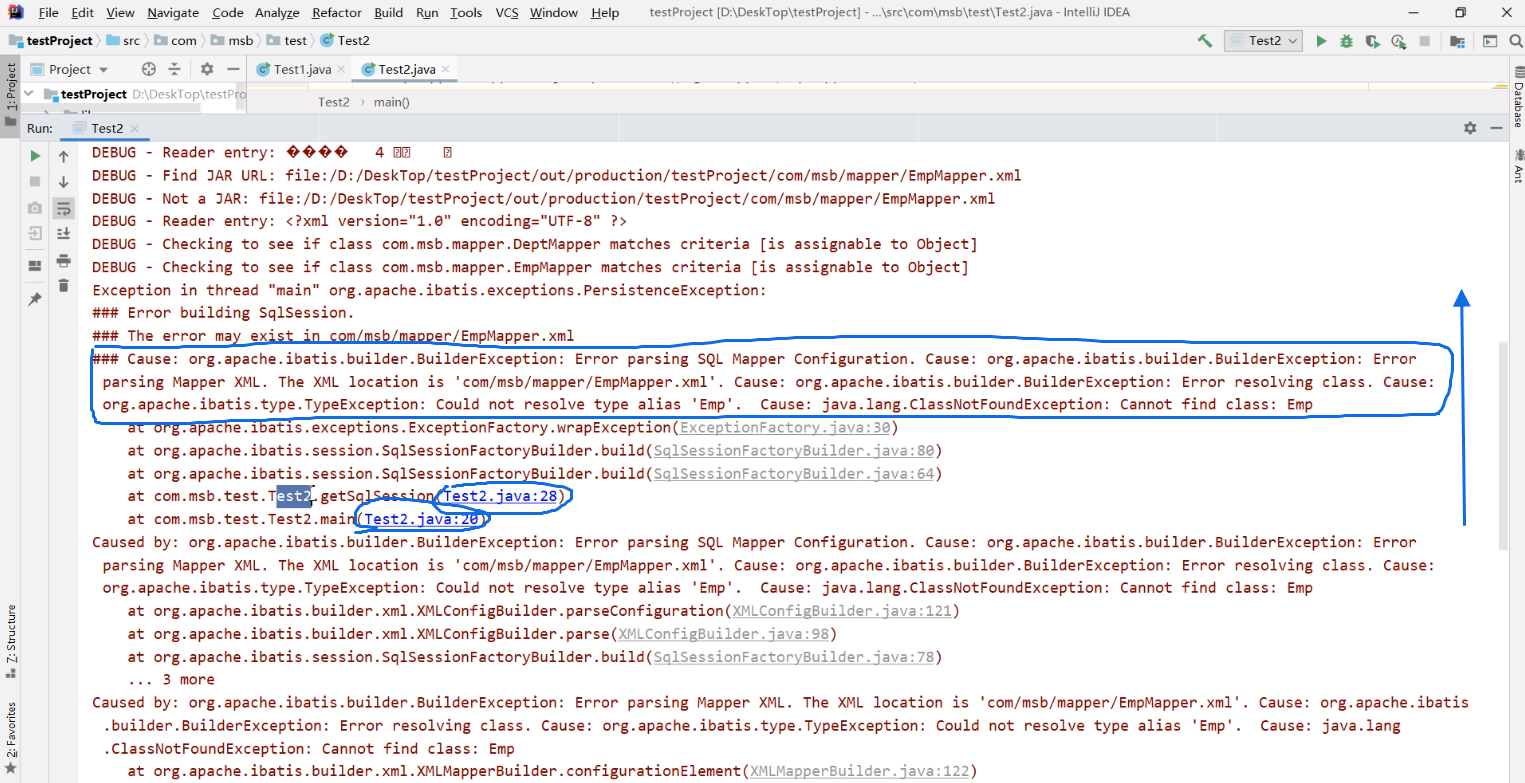 File Edit View Navigate Code Analyze Refactor Build Run Tools VCS Window Help testProject [D:\DeskTop\testProject] - ...\src\com\msb\test\Test2.java - IntelliJ IDEA
testProject src com msb test Test2 Test2
Project Test1.java Test2.java
1: Project
testProject D:\DeskTop\testPro
Test2 main()
Database
Run: Test2
Ant
DEBUG - Reader entry: ���� 4
DEBUG - Find JAR URL: file:/D:/DeskTop/testProject/out/production/testProject/com/msb/mapper/EmpMapper.xml
DEBUG - Not a JAR: file:/D:/DeskTop/testProject/out/production/testProject/com/msb/mapper/EmpMapper.xml
DEBUG - Reader entry: <?xml version="1.0" encoding="UTF-8" ?>
DEBUG - Checking to see if class com.msb.mapper.DeptMapper matches criteria [is assignable to Object]
DEBUG - Checking to see if class com.msb.mapper.EmpMapper matches criteria [is assignable to Object]
Exception in thread "main" org.apache.ibatis.exceptions.PersistenceException:
### Error building SqlSession.
### The error may exist in com/msb/mapper/EmpMapper.xml
### Cause: org.apache.ibatis.builder.BuilderException: Error parsing SQL Mapper Configuration. Cause: org.apache.ibatis.builder.BuilderException: Error
parsing Mapper XML. The XML location is 'com/msb/mapper/EmpMapper.xml'. Cause: org.apache.ibatis.builder.BuilderException: Error resolving class. Cause:
org.apache.ibatis.type.TypeException: Could not resolve type alias 'Emp'.  Cause: java.lang.ClassNotFoundException: Cannot find class: Emp
at org.apache.ibatis.exceptions.ExceptionFactory.wrapException(ExceptionFactory.java:30)
at org.apache.ibatis.session.SqlSessionFactoryBuilder.build(SqlSessionFactoryBuilder.java:80)
at org.apache.ibatis.session.SqlSessionFactoryBuilder.build(SqlSessionFactoryBuilder.java:64)
at com.msb.test.Test2.getSqlSession(Test2.java:28)
at com.msb.test.Test2.main(Test2.java:20)
Caused by: org.apache.ibatis.builder.BuilderException: Error parsing SQL Mapper Configuration. Cause: org.apache.ibatis.builder.BuilderException: Error
parsing Mapper XML. The XML location is 'com/msb/mapper/EmpMapper.xml'. Cause: org.apache.ibatis.builder.BuilderException: Error resolving class. Cause:
org.apache.ibatis.type.TypeException: Could not resolve type alias 'Emp'.  Cause: java.lang.ClassNotFoundException: Cannot find class: Emp
at org.apache.ibatis.builder.xml.XMLConfigBuilder.parseConfiguration(XMLConfigBuilder.java:121)
at org.apache.ibatis.builder.xml.XMLConfigBuilder.parse(XMLConfigBuilder.java:98)
at org.apache.ibatis.session.SqlSessionFactoryBuilder.build(SqlSessionFactoryBuilder.java:78)
... 3 more
Caused by: org.apache.ibatis.builder.BuilderException: Error parsing Mapper XML. The XML location is 'com/msb/mapper/EmpMapper.xml'. Cause: org.apache.ibatis
.builder.BuilderException: Error resolving class. Cause: org.apache.ibatis.type.TypeException: Could not resolve type alias 'Emp'.  Cause: java.lang
.ClassNotFoundException: Cannot find class: Emp
at org.apache.ibatis.builder.xml.XMLMapperBuilder.configurationElement(XMLMapperBuilder.java:122)
Z: Structure
2: Favorites